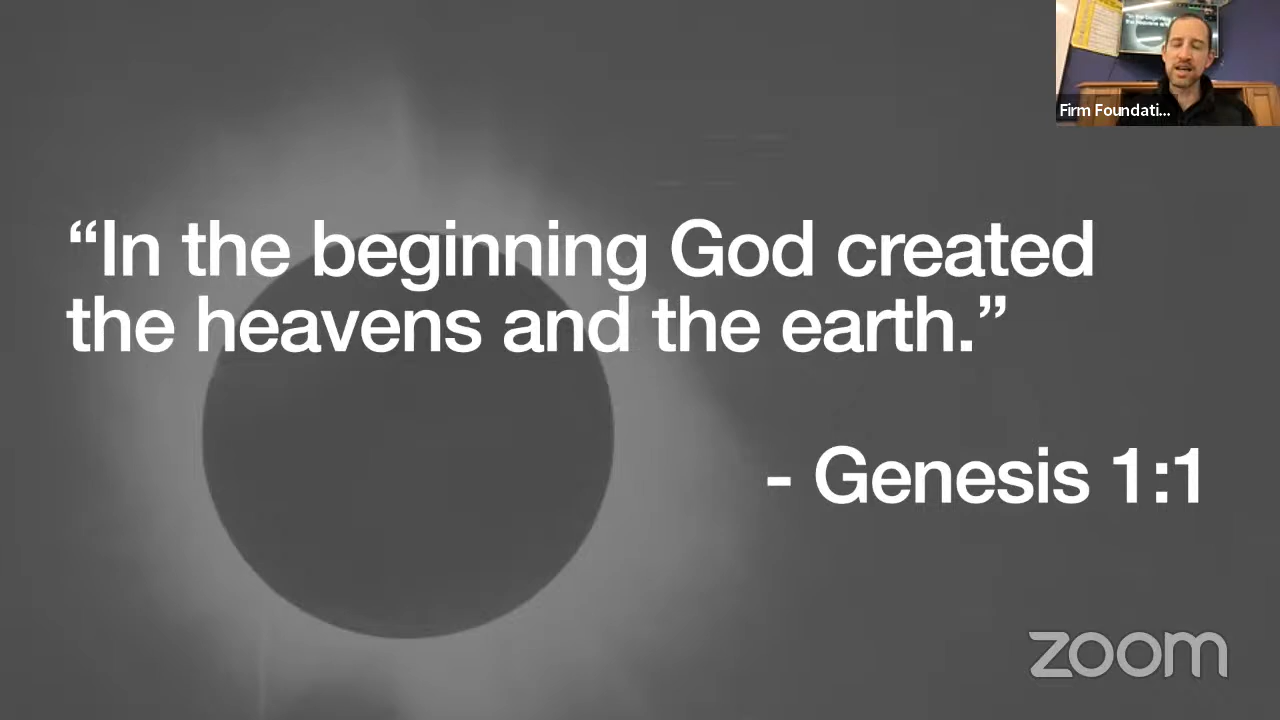 “In the beginning God created
the heavens and the earth.”
- Genesis 1:1
Firm Foundati...
zoom